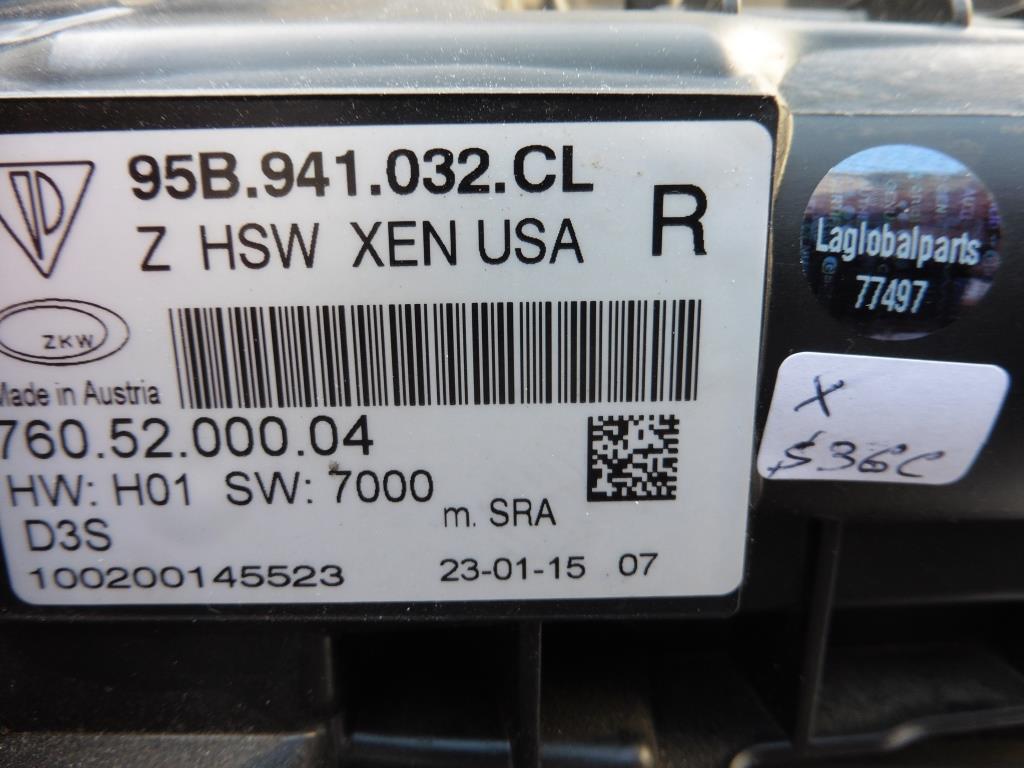 95B.941.032.CL
Z HSW XEN USA
R
ZKW
Made in Austria
760.52.000.04
HW: H01 SW: 7000
m. SRA
D3S
100200145523
23-01-15 07
Laglobalparts
77497
X
$36C